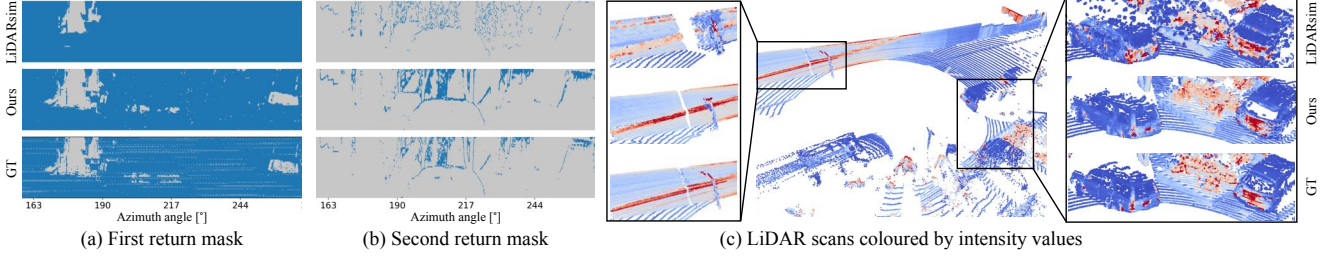 LiDARsim
Ours
GT
163 190 217 244
Azimuth angle [°]
(a) First return mask
190 217 244
Azimuth angle [°]
(b) Second return mask
LiDARsim
Ours
GT
(c) LiDAR scans coloured by intensity values